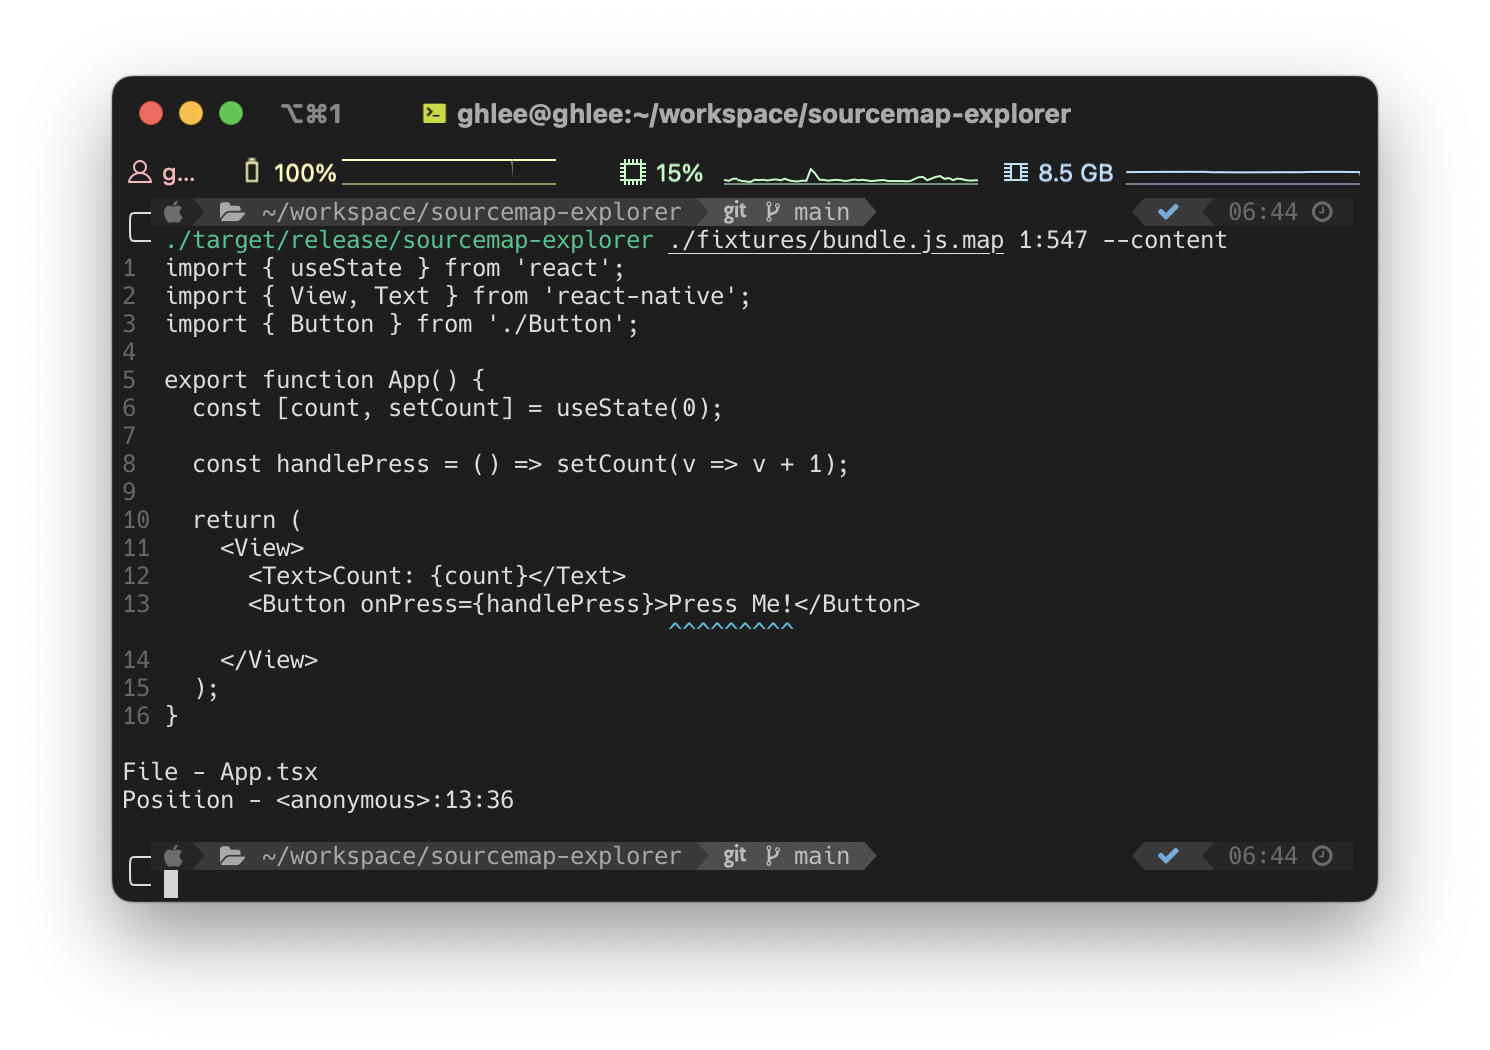 ⌥⌘1 ghlee@ghlee:~/workspace/sourcemap-explorer
g... 100% 15% 8.5 GB
~/workspace/sourcemap-explorer git main 06:44
./target/release/sourcemap-explorer ./fixtures/bundle.js.map 1:547 --content
1 import { useState } from 'react';
2 import { View, Text } from 'react-native';
3 import { Button } from './Button';
4
5 export function App() {
6   const [count, setCount] = useState(0);
7
8   const handlePress = () => setCount(v => v + 1);
9
10   return (
11     <View>
12       <Text>Count: {count}</Text>
13       <Button onPress={handlePress}>Press Me!</Button>
^^^^^^^^^
14     </View>
15   );
16 }
File - App.tsx
Position - <anonymous>:13:36
~/workspace/sourcemap-explorer git main 06:44